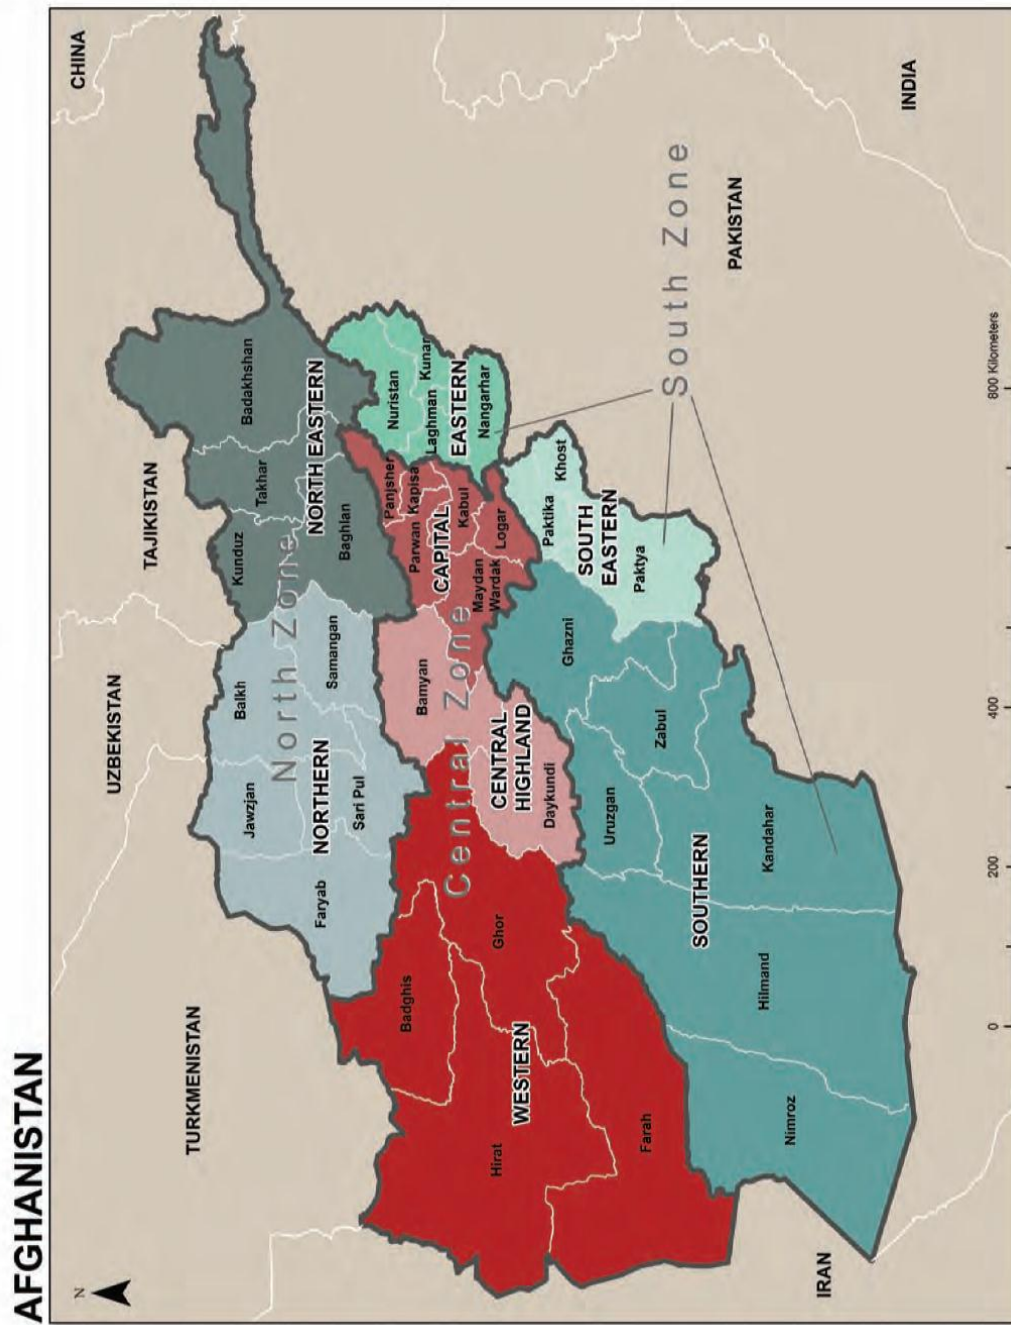 AFGHANISTAN
N
CHINA
TAJIKISTAN
UZBEKISTAN
TURKMENISTAN
Badakhshan
Takhar
Kunduz
NORTH EASTERN
Baghlan
North Zone
Balkh
Samangan
Jawzjan
NORTHERN
Sari Pul
Faryab
Nuristan
Kunar
Laghman
EASTERN
Nangarhar
Panjsher
Kapisa
Parwan
CAPITAL
Kabul
Logar
Maydan
Wardak
Bamyan
Central Zone
CENTRAL
HIGHLAND
Daykundi
Badghis
Ghor
WESTERN
Hirat
Farah
Khost
Paktika
SOUTH
EASTERN
Paktya
Ghazni
Zabul
Uruzgan
SOUTHERN
Kandahar
Hilmand
Nimroz
South Zone
PAKISTAN
INDIA
IRAN
0
200
400
800 Kilometers